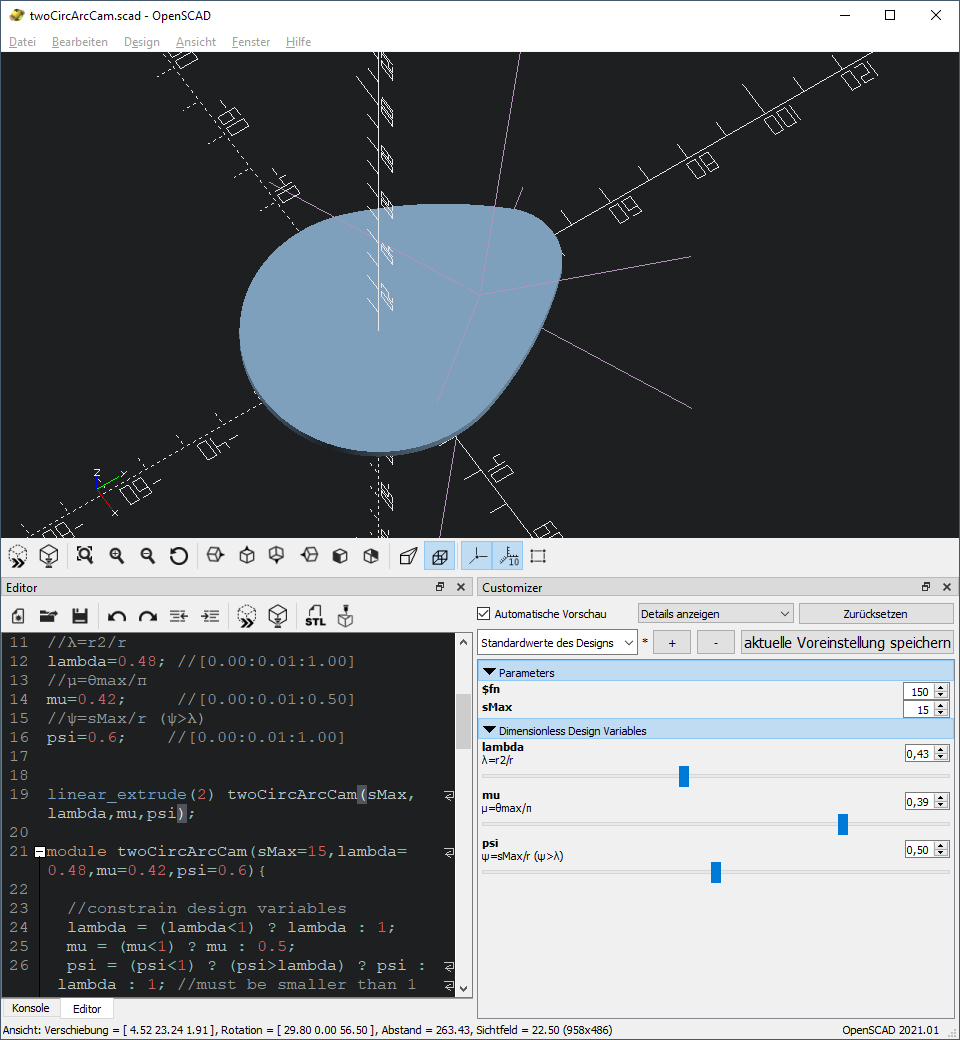 twoCircArcCam.scad - OpenSCAD
Datei Bearbeiten Design Ansicht Fenster Hilfe
Z
X
10
Editor
Customizer
STL
11 //λ=r2/r
12 lambda=0.48; //[0.00:0.01:1.00]
13 //μ=θmax/π
14 mu=0.42; //[0.00:0.01:0.50]
15 //ψ=sMax/r (ψ>λ)
16 psi=0.6; //[0.00:0.01:1.00]
17
18
19 linear_extrude(2) twoCircArcCam(sMax,
lambda,mu,psi);
20
21 module twoCircArcCam(sMax=15,lambda=
0.48,mu=0.42,psi=0.6){
22
23 //constrain design variables
24 lambda = (lambda<1) ? lambda : 1;
25 mu = (mu<1) ? mu : 0.5;
26 psi = (psi<1) ? (psi>lambda) ? psi :
lambda : 1; //must be smaller than 1
Konsole Editor
Automatische Vorschau Details anzeigen Zurücksetzen
Standardwerte des Designs * + - aktuelle Voreinstellung speichern
Parameters
$fn 150
sMax 15
Dimensionless Design Variables
lambda
λ=r2/r 0,43
mu
μ=θmax/π 0,39
psi
ψ=sMax/r (ψ>λ) 0,50
Ansicht: Verschiebung = [ 4.52 23.24 1.91 ], Rotation = [ 29.80 0.00 56.50 ], Abstand = 263.43, Sichtfeld = 22.50 (958x486) OpenSCAD 2021.01